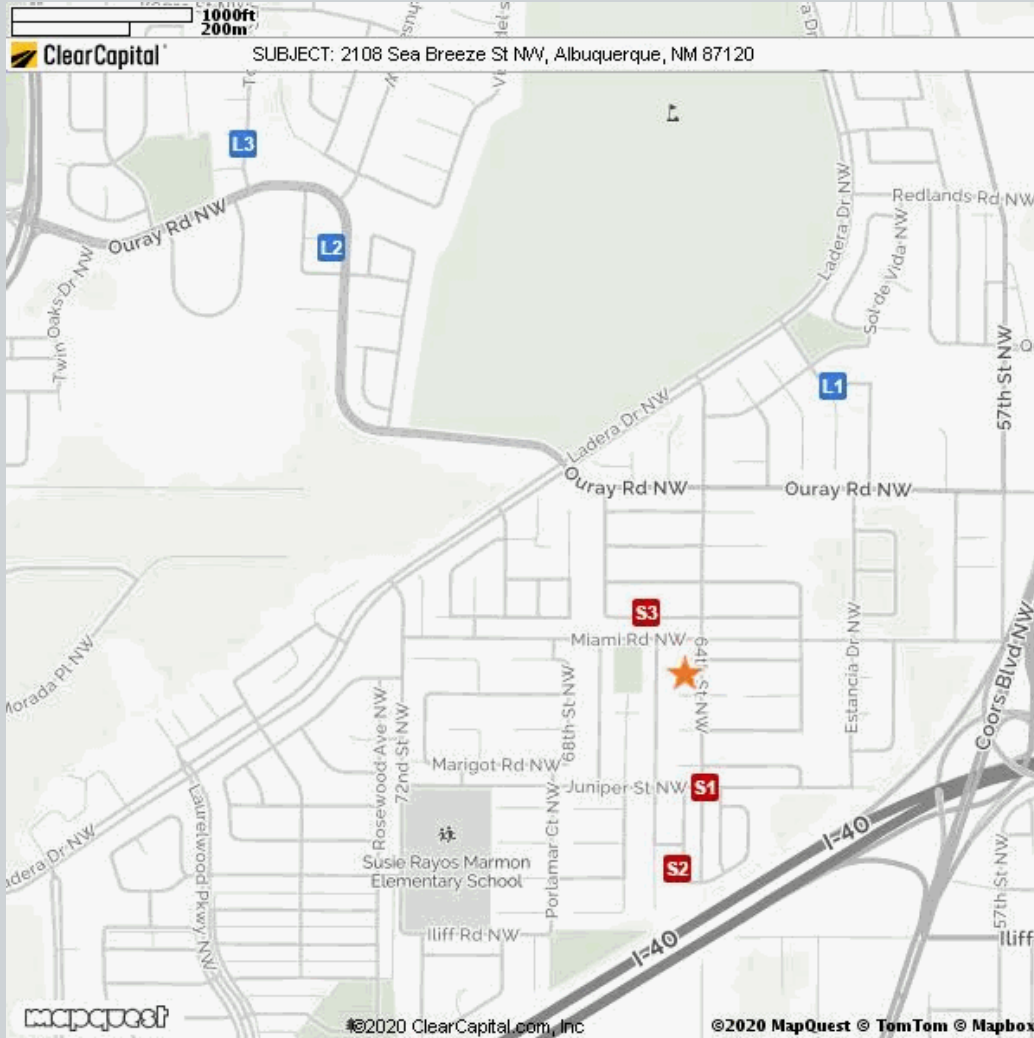 1000ft
200m
ClearCapital
SUBJECT: 2108 Sea Breeze St NW, Albuquerque, NM 87120
L3
Redlands Rd NW
Ouray Rd NW
L2
Ladera Dr NW
Sol de Vida NW
Twin Oaks Dr NW
57th St NW
L1
Ladera Dr NW
Ouray Rd NW
Ouray Rd NW
S3
Miami Rd NW
64th St NW
Morada Pl NW
68th St NW
Estancia Dr NW
Coors Blvd NW
Rosewood Ave NW
72nd St NW
Marigot Rd NW
Juniper St NW
S1
Laurelwood Pkwy NW
Portamar Ct NW
I-40
Ladera Dr NW
Susie Rayos Marmon
Elementary School
S2
57th St NW
Iliff Rd NW
I-40
Iliff
mapquest
©2020 ClearCapital.com, Inc
©2020 MapQuest © TomTom © Mapbox